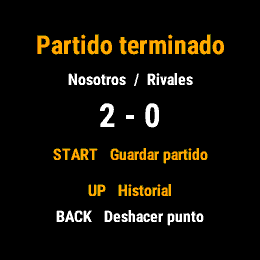 Partido terminado
Nosotros / Rivales
2 - 0
START Guardar partido
UP Historial
BACK Deshacer punto